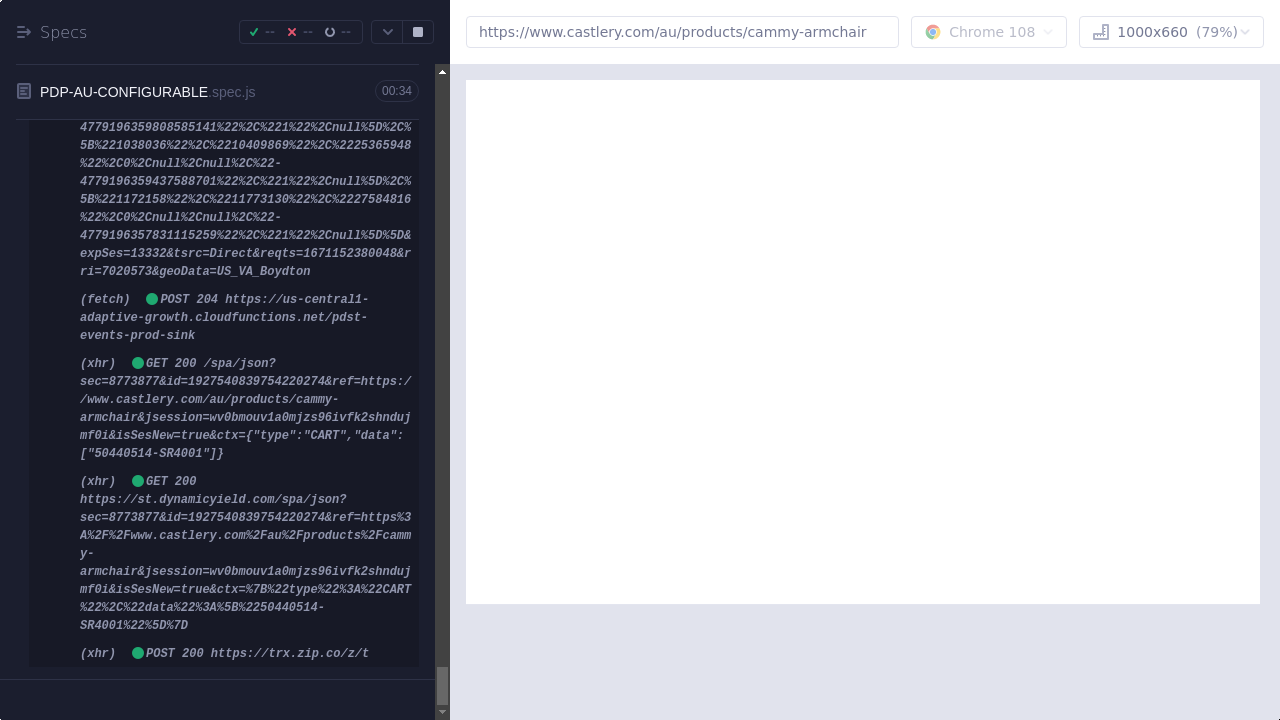 Specs
--
--
--
https://www.castlery.com/au/products/cammy-armchair
Chrome 108
1000x660 (79%)
PDP-AU-CONFIGURABLE.spec.js
00:34
4779196359808585141%22%2C%221%22%2Cnull%5D%2C%
5B%221038036%22%2C%2210409869%22%2C%2225365948
%22%2C0%2Cnull%2Cnull%2C%22-
4779196359437588701%22%2C%221%22%2Cnull%5D%2C%
5B%221172158%22%2C%2211773130%22%2C%2227584816
%22%2C0%2Cnull%2Cnull%2C%22-
4779196357831115259%22%2C%221%22%2Cnull%5D%5D&
expSes=13332&tsrc=Direct&reqts=1671152380048&r
ri=7020573&geoData=US_VA_Boydton
(fetch) POST 204 https://us-central1-
adaptive-growth.cloudfunctions.net/pdst-
events-prod-sink
(xhr) GET 200 /spa/json?
sec=8773877&id=1927540839754220274&ref=https:/
/www.castlery.com/au/products/cammy-
armchair&jsession=wv0bmouv1a0mjzs96ivfk2shnduj
mf0i&isSesNew=true&ctx={"type":"CART","data":
["50440514-SR4001"]}
(xhr) GET 200
https://st.dynamicyield.com/spa/json?
sec=8773877&id=1927540839754220274&ref=https%3
A%2F%2Fwww.castlery.com%2Fau%2Fproducts%2Fcamm
y-
armchair&jsession=wv0bmouv1a0mjzs96ivfk2shnduj
mf0i&isSesNew=true&ctx=%7B%22type%22%3A%22CART
%22%2C%22data%22%3A%5B%2250440514-
SR4001%22%5D%7D
(xhr) POST 200 https://trx.zip.co/z/t